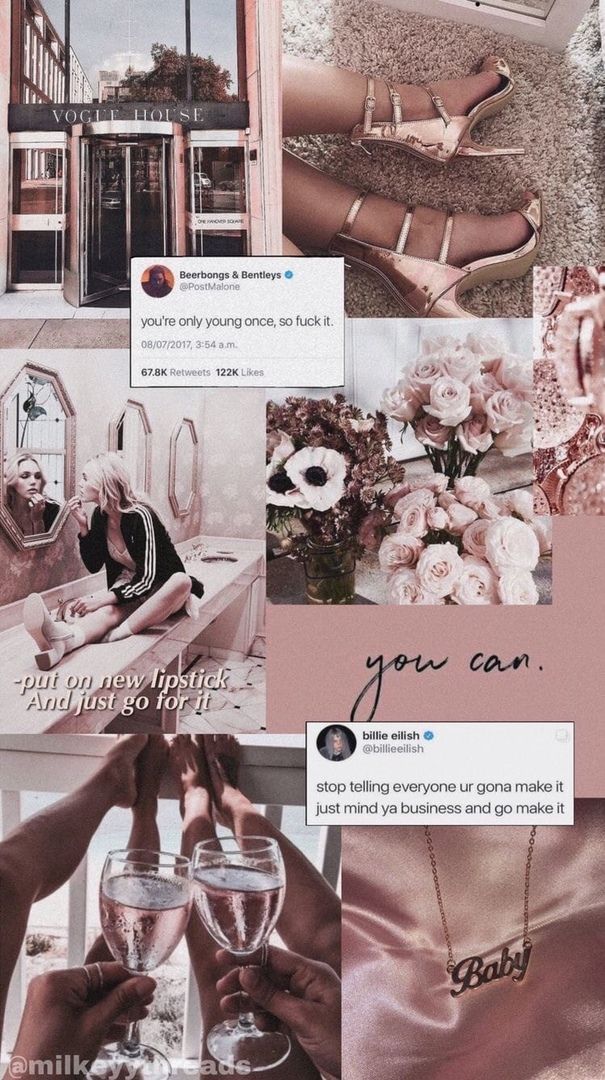 VOGUE HOUSE
ONE HANOVER SQUARE
Beerbongs & Bentleys
@PostMalone
you're only young once, so fuck it.
08/07/2017, 3:54 a.m.
67.8K Retweets 122K Likes
you can.
-put on new lipstick
And just go for it
billie eilish
@billieeilish
stop telling everyone ur gona make it
just mind ya business and go make it
Baby
@milkeyythreads